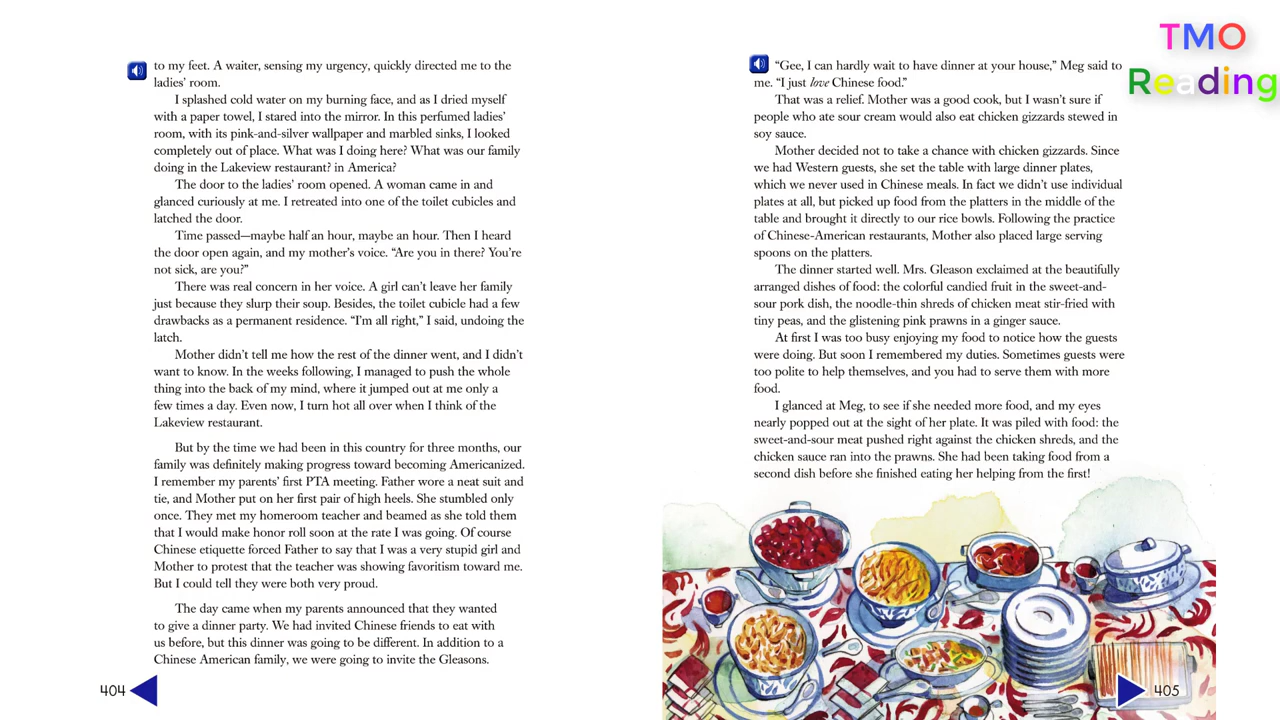 to my feet. A waiter, sensing my urgency, quickly directed me to the
ladies’ room.
I splashed cold water on my burning face, and as I dried myself
with a paper towel, I stared into the mirror. In this perfumed ladies’
room, with its pink-and-silver wallpaper and marbled sinks, I looked
completely out of place. What was I doing here? What was our family
doing in the Lakeview restaurant? in America?
The door to the ladies’ room opened. A woman came in and
glanced curiously at me. I retreated into one of the toilet cubicles and
latched the door.
Time passed—maybe half an hour, maybe an hour. Then I heard
the door open again, and my mother’s voice. “Are you in there? You’re
not sick, are you?”
There was real concern in her voice. A girl can’t leave her family
just because they slurp their soup. Besides, the toilet cubicle had a few
drawbacks as a permanent residence. “I’m all right,” I said, undoing the
latch.
Mother didn’t tell me how the rest of the dinner went, and I didn’t
want to know. In the weeks following, I managed to push the whole
thing into the back of my mind, where it jumped out at me only a
few times a day. Even now, I turn hot all over when I think of the
Lakeview restaurant.
But by the time we had been in this country for three months, our
family was definitely making progress toward becoming Americanized.
I remember my parents’ first PTA meeting. Father wore a neat suit and
tie, and Mother put on her first pair of high heels. She stumbled only
once. They met my homeroom teacher and beamed as she told them
that I would make honor roll soon at the rate I was going. Of course
Chinese etiquette forced Father to say that I was a very stupid girl and
Mother to protest that the teacher was showing favoritism toward me.
But I could tell they were both very proud.
The day came when my parents announced that they wanted
to give a dinner party. We had invited Chinese friends to eat with
us before, but this dinner was going to be different. In addition to a
Chinese American family, we were going to invite the Gleasons.
404
“Gee, I can hardly wait to have dinner at your house,” Meg said to
me. “I just love Chinese food.”
That was a relief. Mother was a good cook, but I wasn’t sure if
people who ate sour cream would also eat chicken gizzards stewed in
soy sauce.
Mother decided not to take a chance with chicken gizzards. Since
we had Western guests, she set the table with large dinner plates,
which we never used in Chinese meals. In fact we didn’t use individual
plates at all, but picked up food from the platters in the middle of the
table and brought it directly to our rice bowls. Following the practice
of Chinese-American restaurants, Mother also placed large serving
spoons on the platters.
The dinner started well. Mrs. Gleason exclaimed at the beautifully
arranged dishes of food: the colorful candied fruit in the sweet-and-
sour pork dish, the noodle-thin shreds of chicken meat stir-fried with
tiny peas, and the glistening pink prawns in a ginger sauce.
At first I was too busy enjoying my food to notice how the guests
were doing. But soon I remembered my duties. Sometimes guests were
too polite to help themselves, and you had to serve them with more
food.
I glanced at Meg, to see if she needed more food, and my eyes
nearly popped out at the sight of her plate. It was piled with food: the
sweet-and-sour meat pushed right against the chicken shreds, and the
chicken sauce ran into the prawns. She had been taking food from a
second dish before she finished eating her helping from the first!
405
TMO
Reading